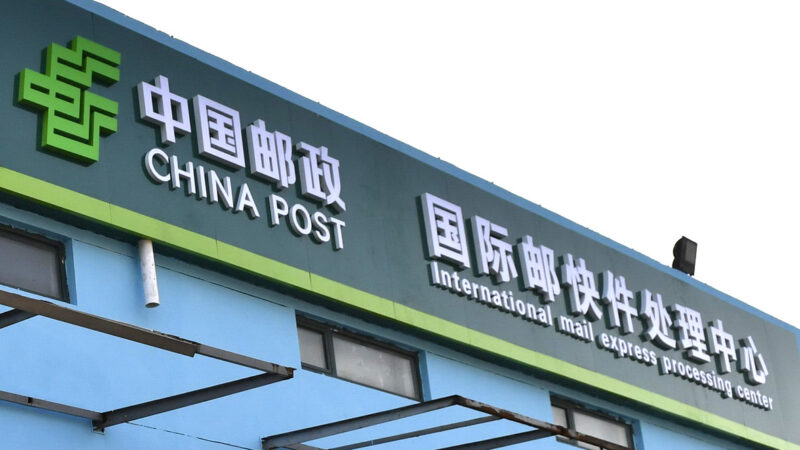 中国邮政
CHINA POST
国际邮快件处理中心
International mail express processing center